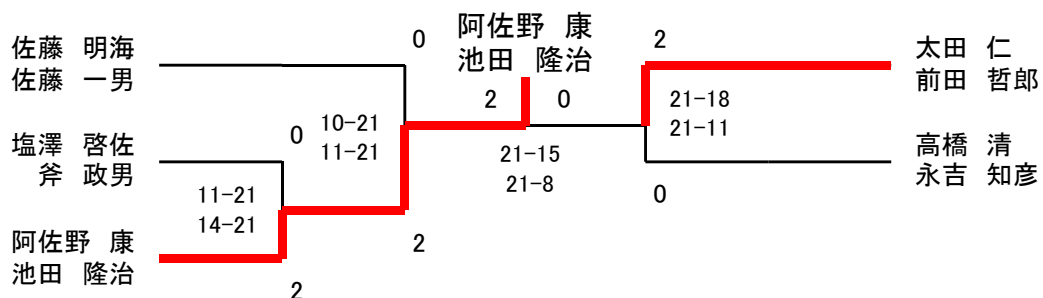 佐藤 明海
佐藤 一男
0
阿佐野 康
池田 隆治
2
太田 仁
前田 哲郎
2
0
21-18
21-11
0
10-21
11-21
塩澤 啓佐
斧 政男
21-15
21-8
高橋 清
永吉 知彦
0
11-21
14-21
阿佐野 康
池田 隆治
2
2